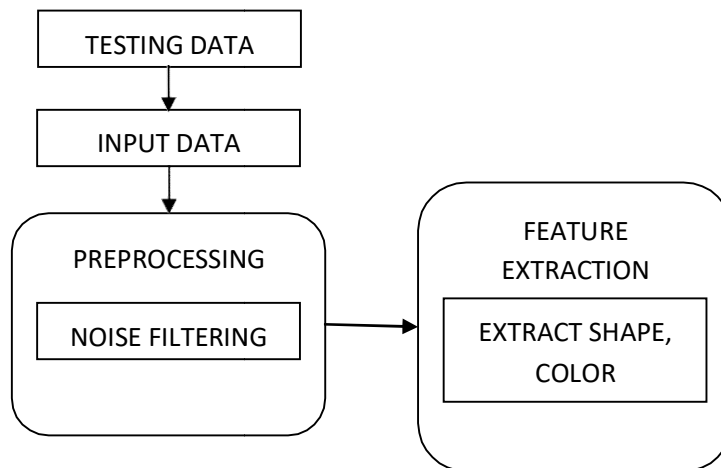 TESTING DATA
INPUT DATA
PREPROCESSING
NOISE FILTERING
FEATURE
EXTRACTION
EXTRACT SHAPE,
COLOR